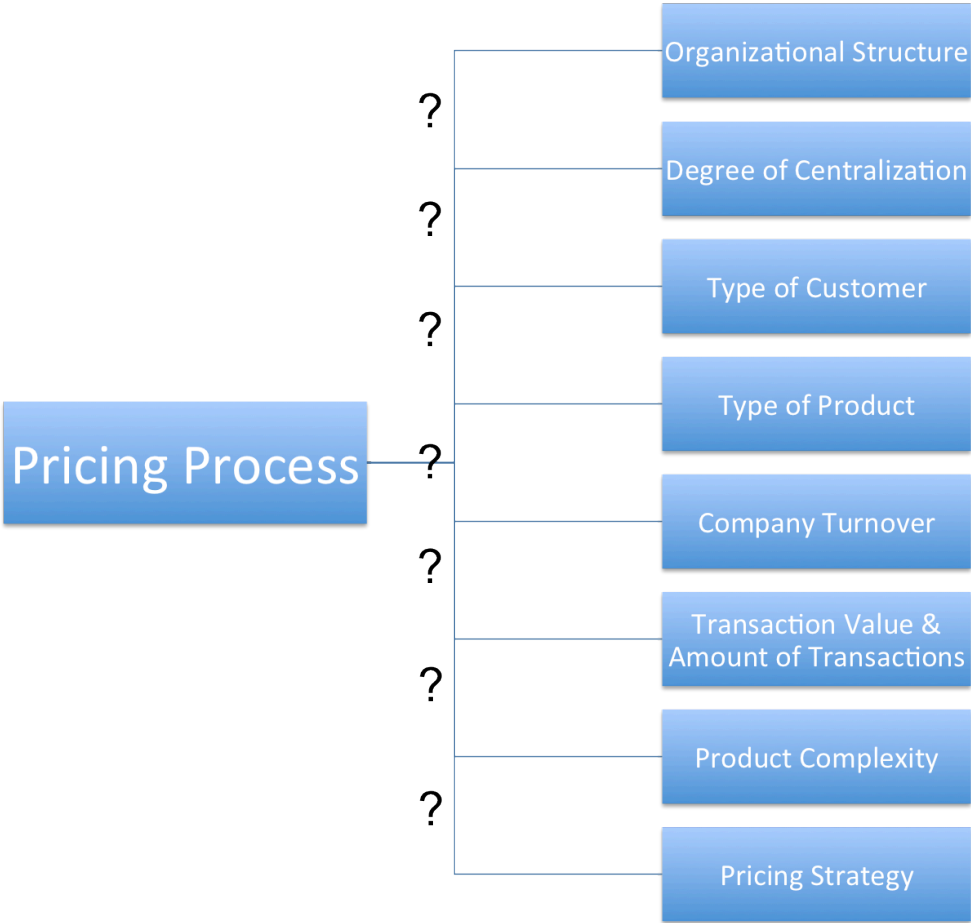 Organizational Structure
?
Degree of Centralization
?
Type of Customer
?
Type of Product
Pricing Process
?
Company Turnover
?
Transaction Value &
Amount of Transactions
?
Product Complexity
?
Pricing Strategy